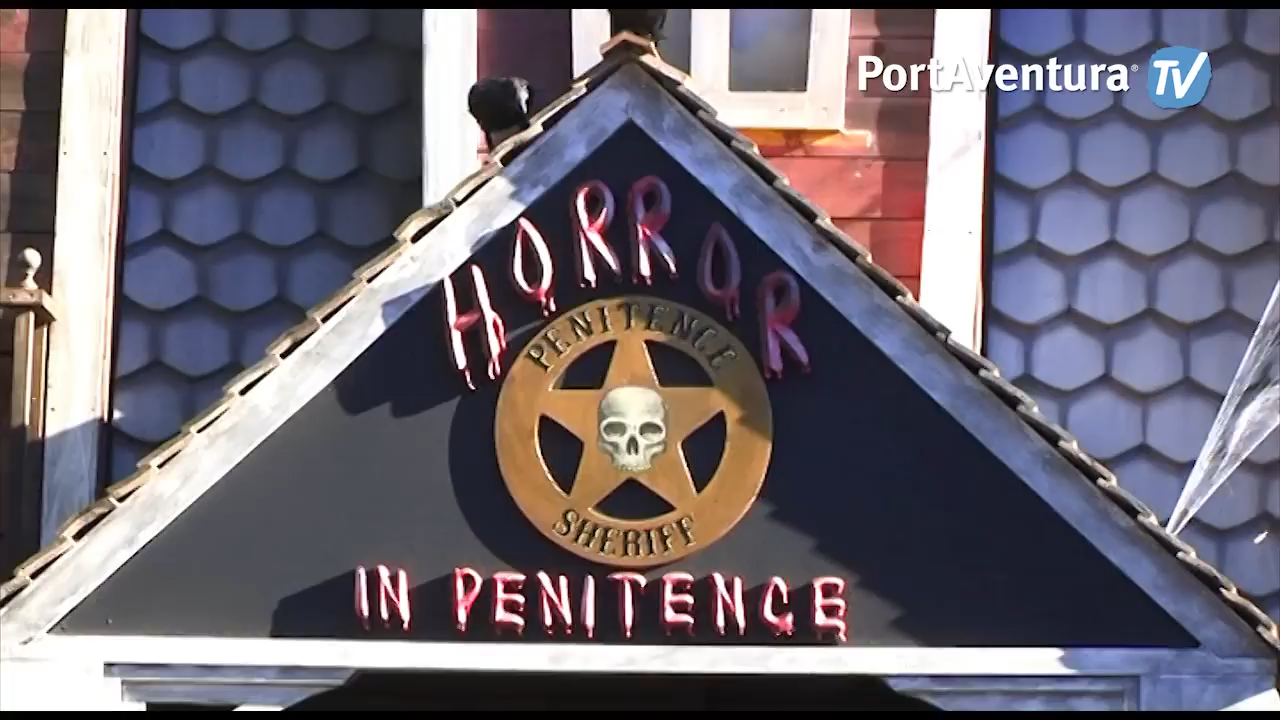 PortAventura® TV
HORROR
PENITENCE
SHERIFF
IN PENITENCE